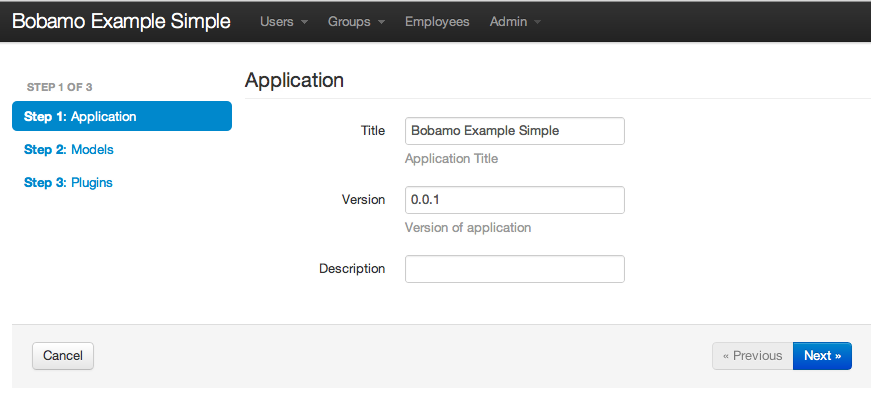 Bobamo Example Simple Users Groups Employees Admin
STEP 1 OF 3
Step 1: Application
Step 2: Models
Step 3: Plugins
Application
Title Bobamo Example Simple
Application Title
Version 0.0.1
Version of application
Description
Cancel « Previous Next »